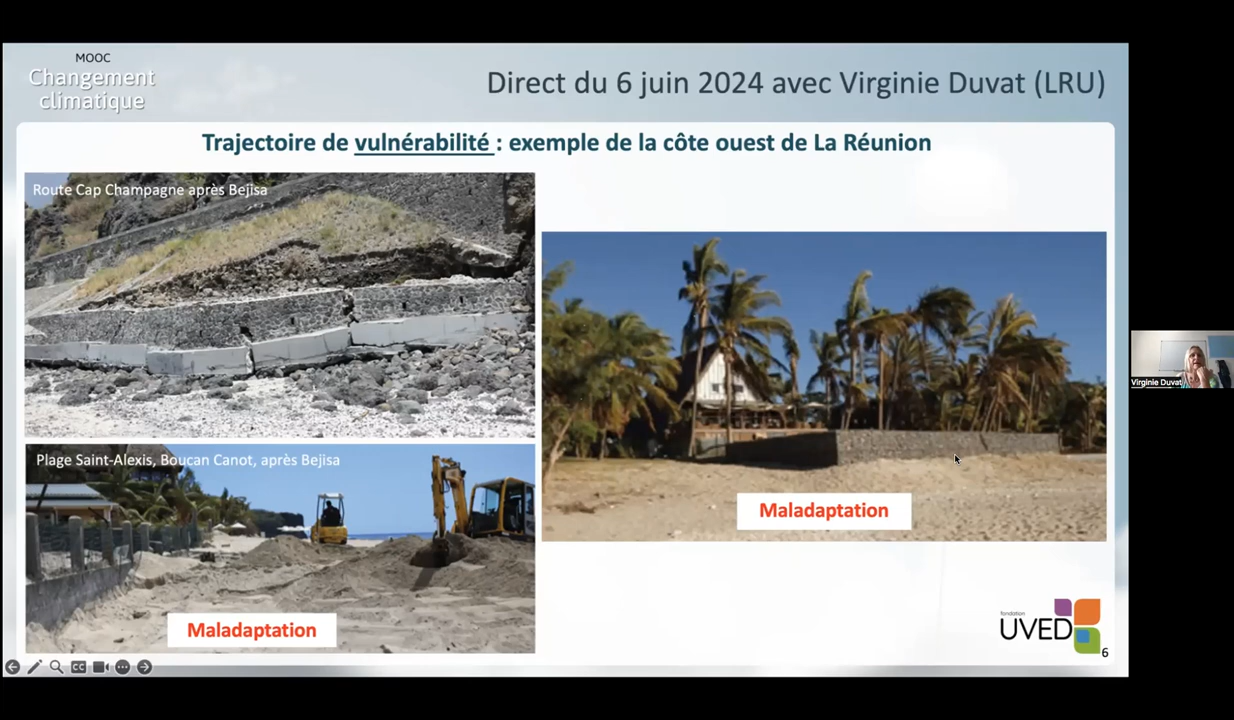 MOOC
Changement
climatique
Direct du 6 juin 2024 avec Virginie Duvat (LRU)
Trajectoire de vulnérabilité : exemple de la côte ouest de La Réunion
Route Cap Champagne après Bejisa
Plage Saint-Alexis, Boucan Canot, après Bejisa
Maladaptation
Maladaptation
Virginie Duvat
fondation
UVED
6
CC